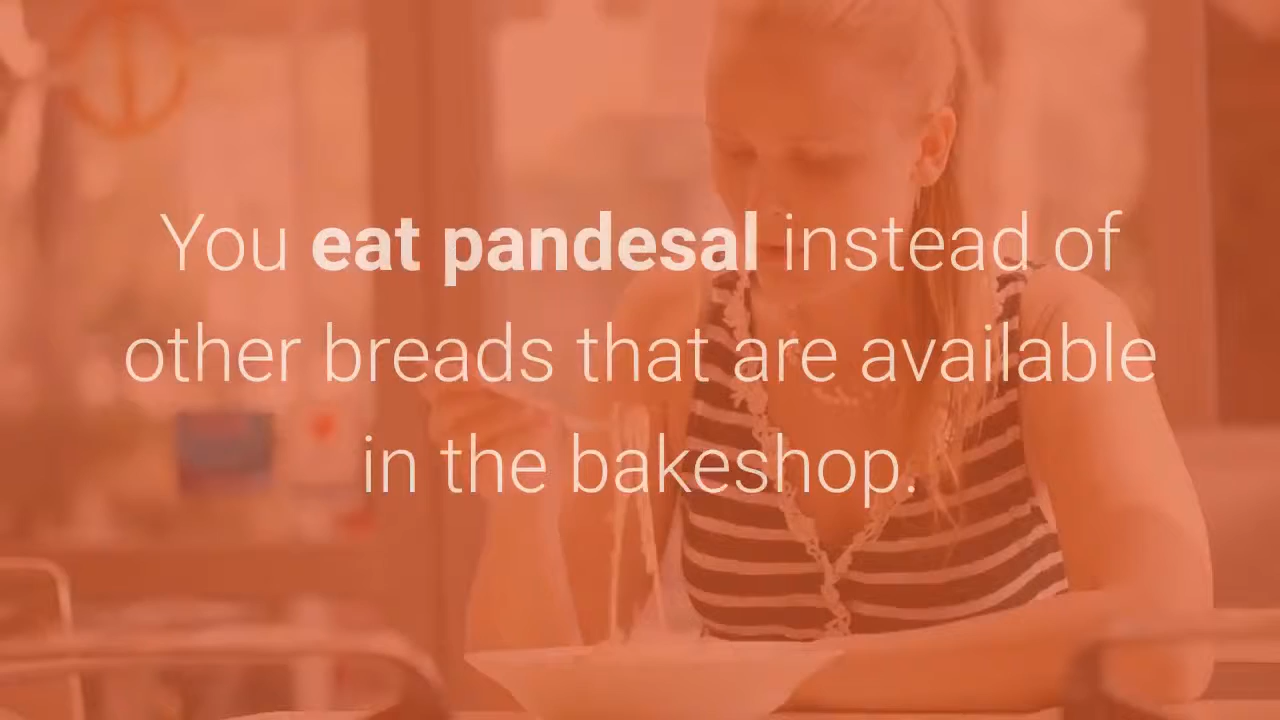 You eat pandesal instead of
other breads that are available
in the bakeshop.